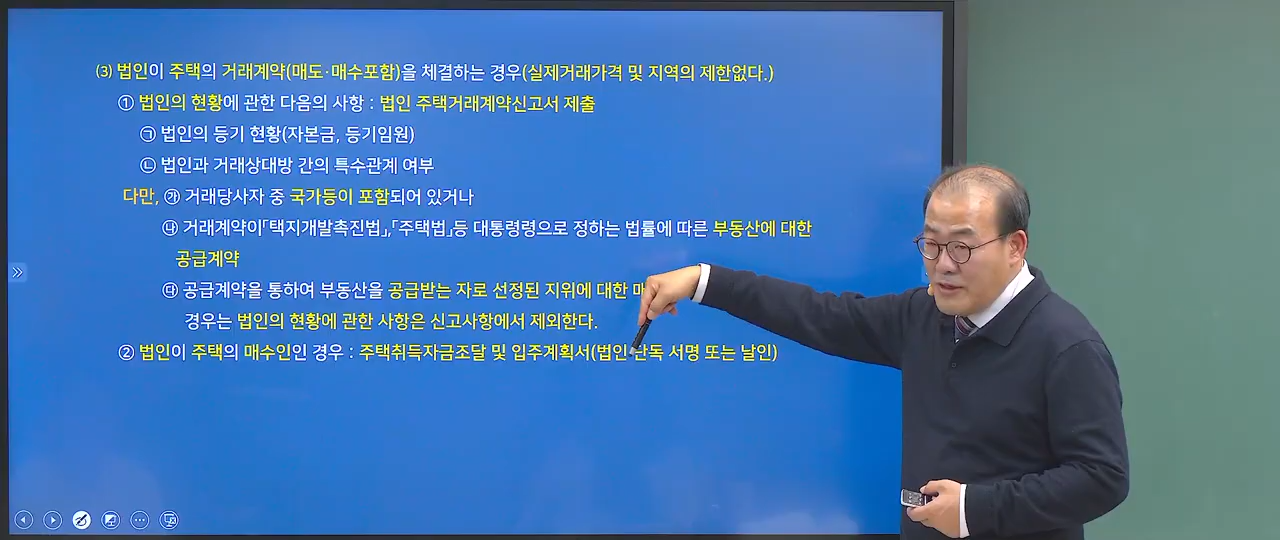 ⑶ 법인이 주택의 거래계약(매도·매수포함)을 체결하는 경우(실제거래가격 및 지역의 제한없다.)
① 법인의 현황에 관한 다음의 사항 : 법인 주택거래계약신고서 제출
㉠ 법인의 등기 현황(자본금, 등기임원)
㉡ 법인과 거래상대방 간의 특수관계 여부
다만, ㉮ 거래당사자 중 국가등이 포함되어 있거나
㉯ 거래계약이「택지개발촉진법」,「주택법」등 대통령령으로 정하는 법률에 따른 부동산에 대한
공급계약
㉰ 공급계약을 통하여 부동산을 공급받는 자로 선정된 지위에 대한
경우는 법인의 현황에 관한 사항은 신고사항에서 제외한다.
② 법인이 주택의 매수인인 경우 : 주택취득자금조달 및 입주계획서(법인 단독 서명 또는 날인)